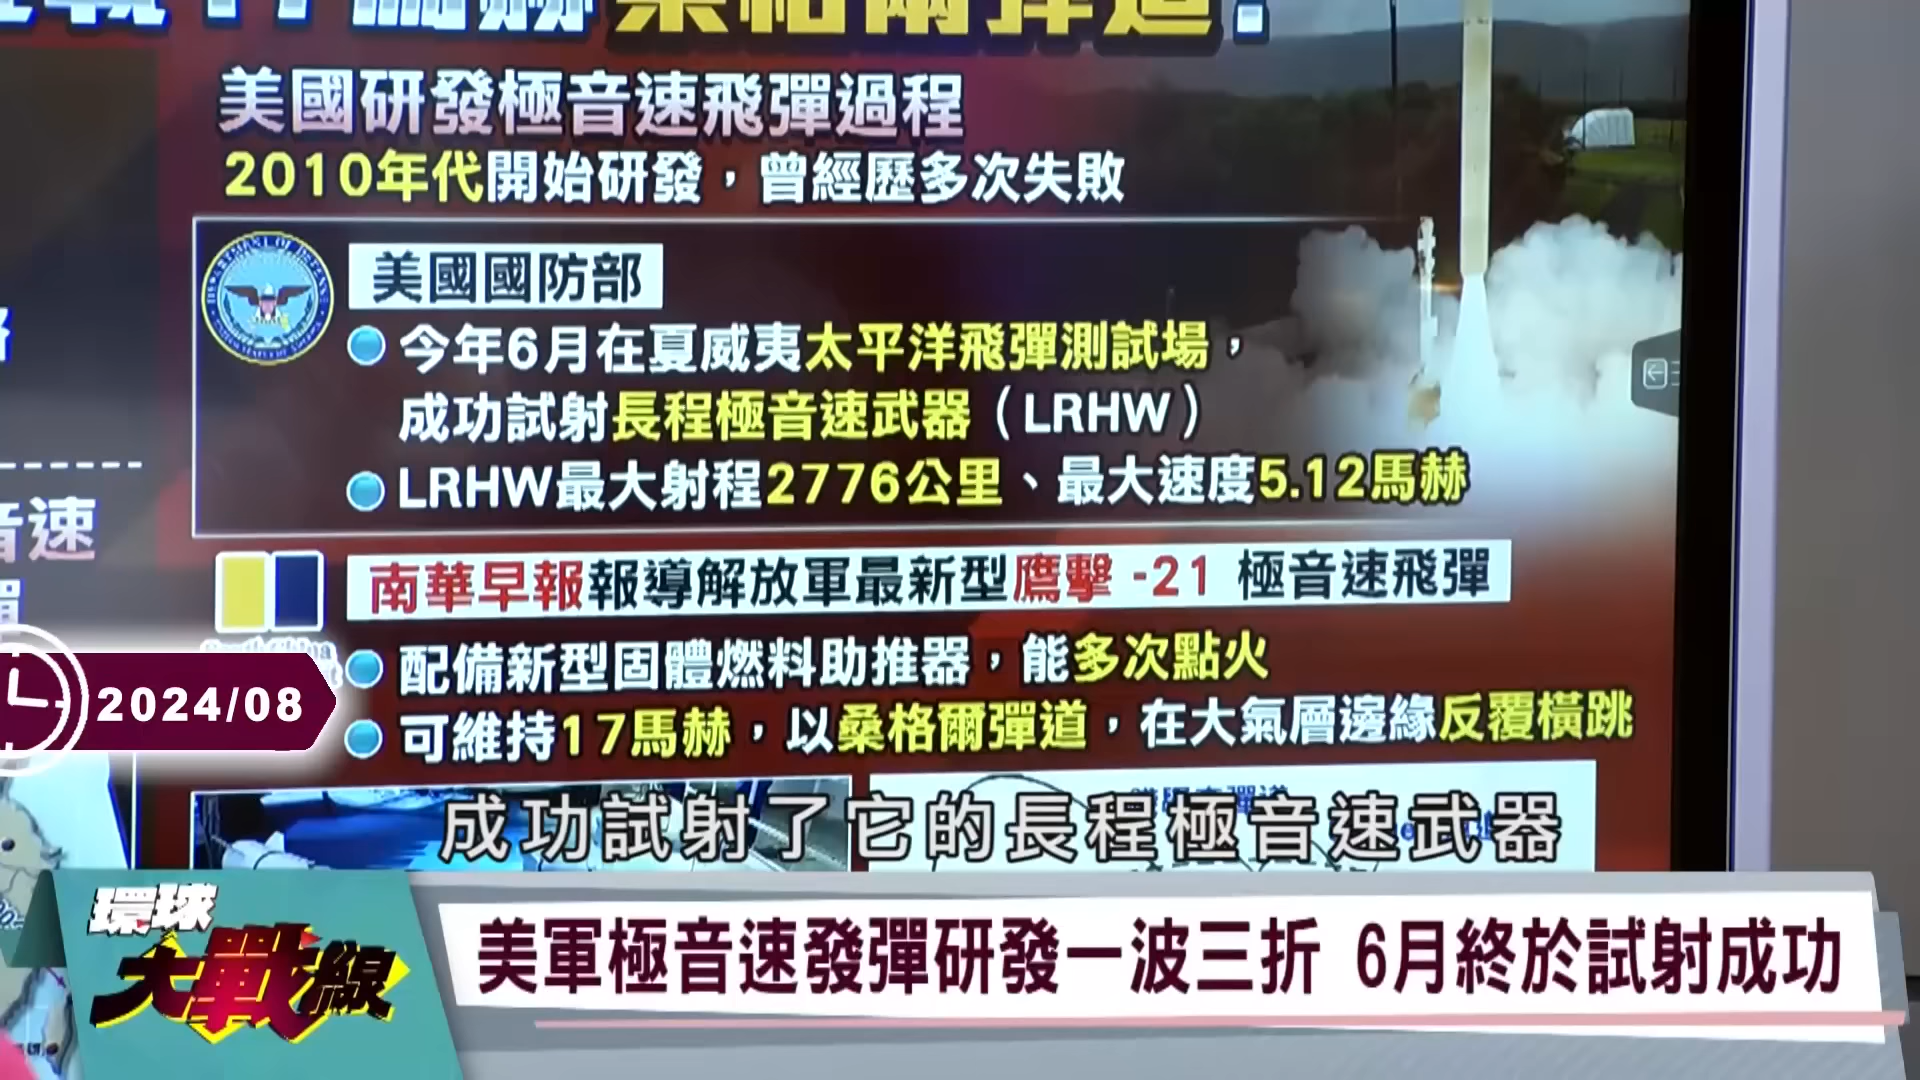 桑格爾彈道!
美國研發極音速飛彈過程
2010年代開始研發，曾經歷多次失敗
美國國防部
今年6月在夏威夷太平洋飛彈測試場，
成功試射長程極音速武器（LRHW）
LRHW最大射程2776公里、最大速度5.12馬赫
音速
彈
南華早報報導解放軍最新型鷹擊 -21 極音速飛彈
配備新型固體燃料助推器，能多次點火
2024/08
可維持17馬赫，以桑格爾彈道，在大氣層邊緣反覆橫跳
成功試射了它的長程極音速武器
環球
大戰線
美軍極音速發彈研發一波三折 6月終於試射成功